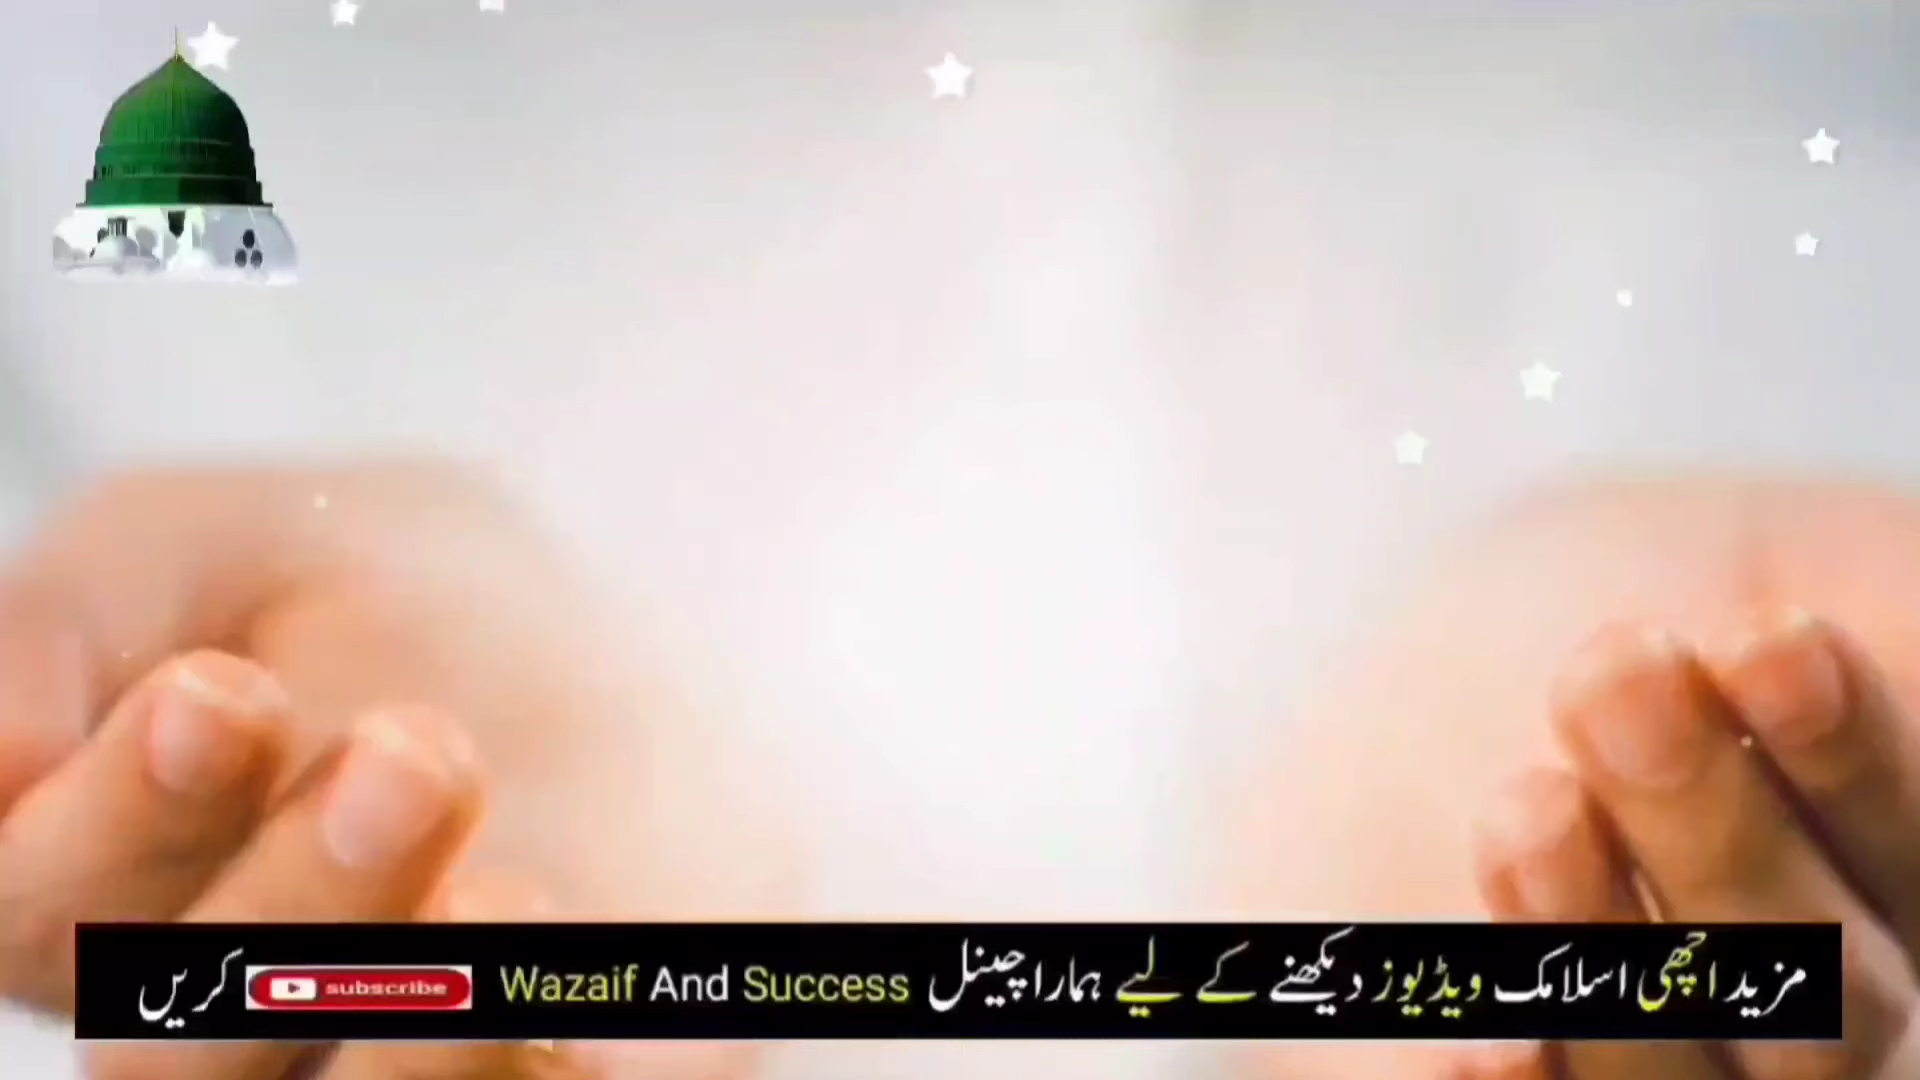 مزید اچھی اسلامک ویڈیوز دیکھنے کے لیے ہمارا چینل Wazaif And Success subscribe کریں